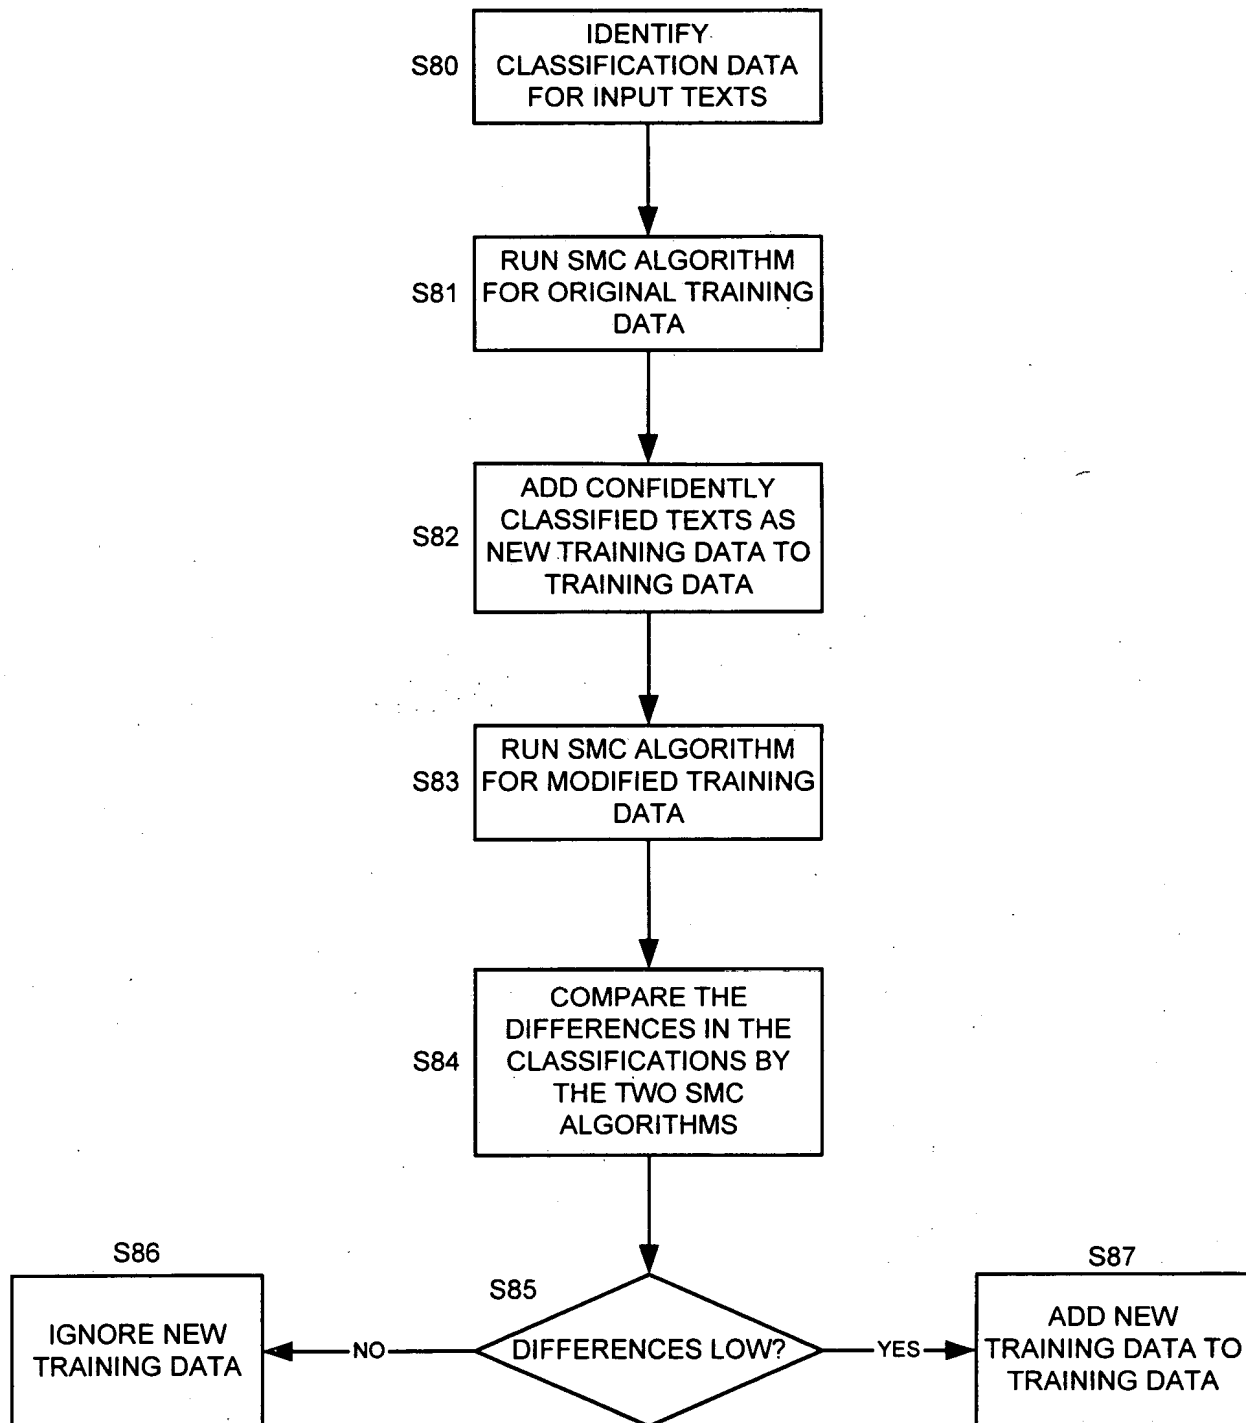 IDENTIFY
S80
CLASSIFICATION DATA
FOR INPUT TEXTS
RUN SMC ALGORITHM
S81
FOR ORIGINAL TRAINING
DATA
ADD CONFIDENTLY
CLASSIFIED TEXTS AS
S82
NEW TRAINING DATA TO
TRAINING DATA
RUN SMC ALGORITHM
S83
FOR MODIFIED TRAINING
DATA
COMPARE THE
DIFFERENCES IN THE
S84
CLASSIFICATIONS BY
THE TWO SMC
ALGORITHMS
S86
S87
S85
IGNORE NEW
TRAINING DATA
NO
DIFFERENCES LOW?
YES
ADD NEW
TRAINING DATA TO
TRAINING DATA